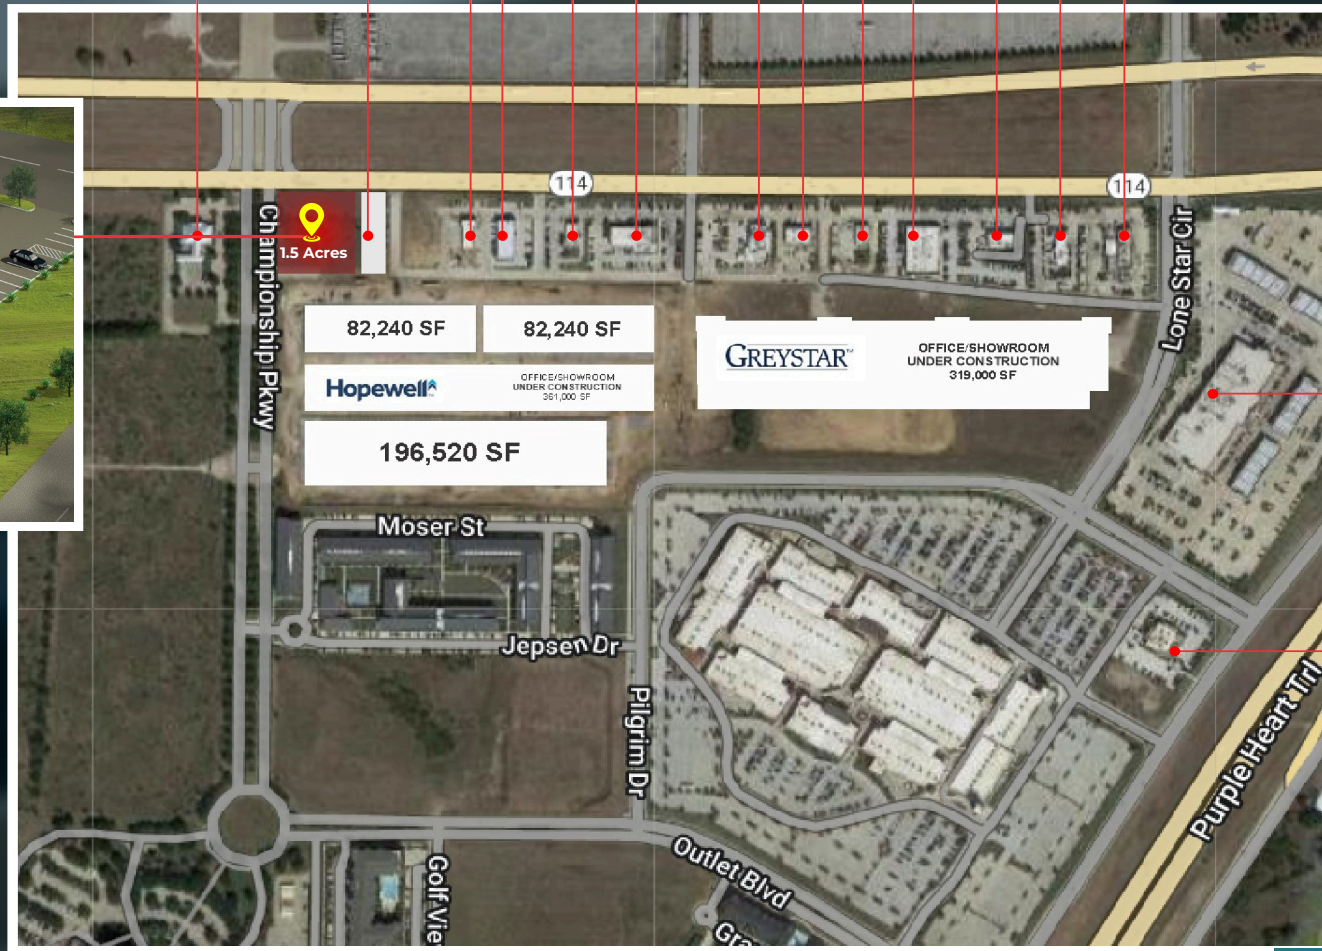 114
114
1.5 Acres
Championship Pkwy
Lone Star Cir
82,240 SF
82,240 SF
GREYSTAR™
OFFICE/SHOWROOM
UNDER CONSTRUCTION
319,000 SF
Hopewell
OFFICE/SHOWROOM
UNDER CONSTRUCTION
361,000 SF
196,520 SF
Moser St
Jepsen Dr
Pilgrim Dr
Purple Heart Trl
Outlet Blvd
Golf Vie
Gra